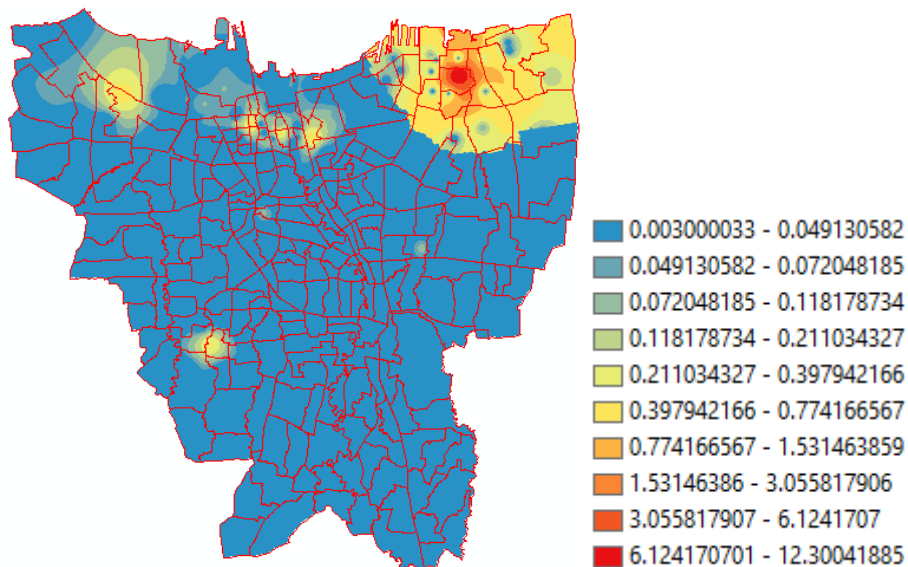 0.003000033 - 0.049130582
0.049130582 - 0.072048185
0.072048185 - 0.118178734
0.118178734 - 0.211034327
0.211034327 - 0.397942166
0.397942166 - 0.774166567
0.774166567 - 1.531463859
1.53146386 - 3.055817906
3.055817907 - 6.1241707
6.124170701 - 12.30041885